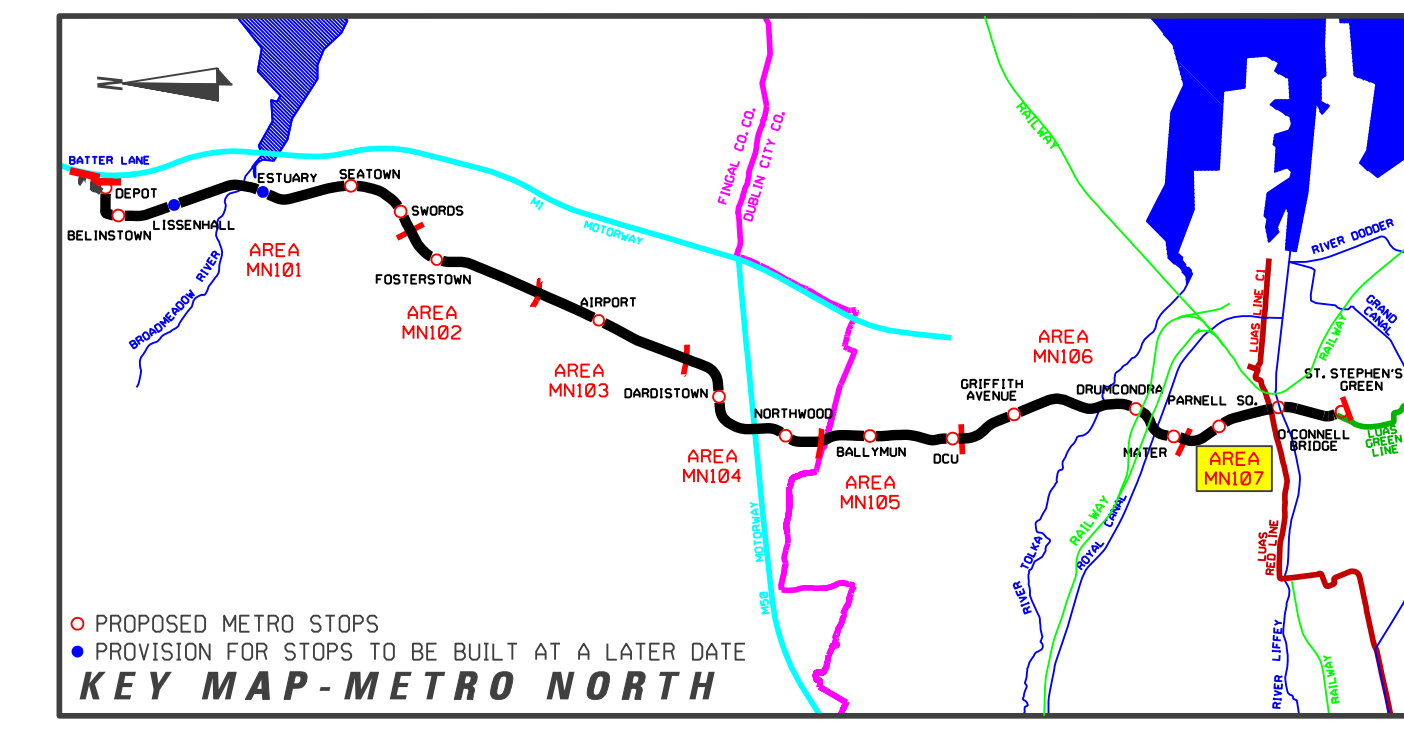 BATTER LANE
DEPOT
BELINSTOWN
LISSENHALL
ESTUARY
SEATOWN
SWORDS
FOSTERSTOWN
BROADMEADOW RIVER
AREA
MN101
AREA
MN102
AIRPORT
AREA
MN103
DARDISTOWN
M1
MOTORWAY
FINGAL CO. CO.
DUBLIN CITY CO.
NORTHWOOD
AREA
MN104
MOTORWAY
M50
BALLYMUN
AREA
MN105
DCU
GRIFFITH
AVENUE
AREA
MN106
DRUMCONDRA
MATER
PARNELL SQ.
AREA
MN107
O'CONNELL
BRIDGE
ST. STEPHEN'S
GREEN
LUAS
GREEN
LINE
LUAS LINE C1
LUAS
RED LINE
RAILWAY
RAILWAY
RAILWAY
RAILWAY
RIVER DODDER
GRAND
CANAL
ROYAL CANAL
RIVER TOLKA
RIVER LIFFEY
PROPOSED METRO STOPS
PROVISION FOR STOPS TO BE BUILT AT A LATER DATE
KEY MAP-METRO NORTH